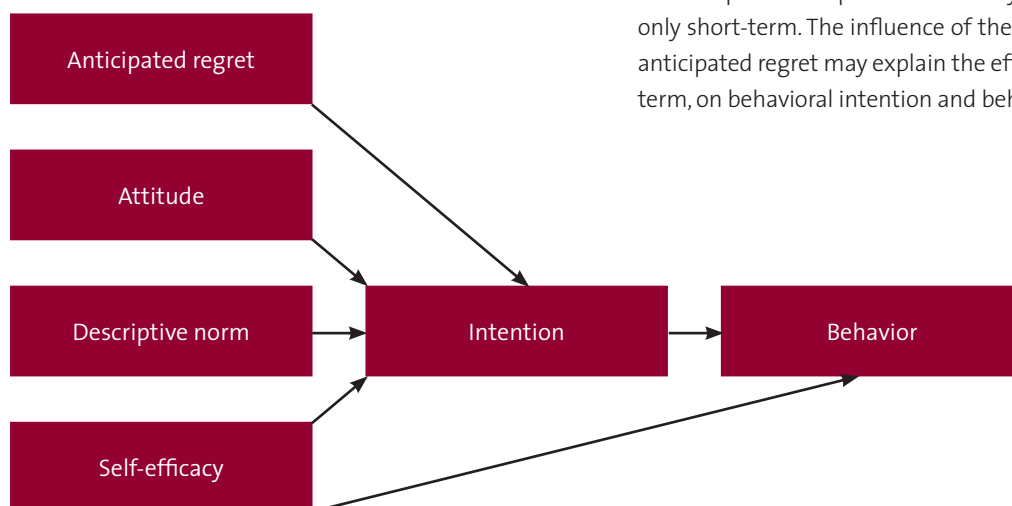 only short-term. The influence of the
anticipated regret may explain the
term, on behavioral intention and
Anticipated regret
Attitude
Descriptive norm
Intention
Behavior
Self-efficacy